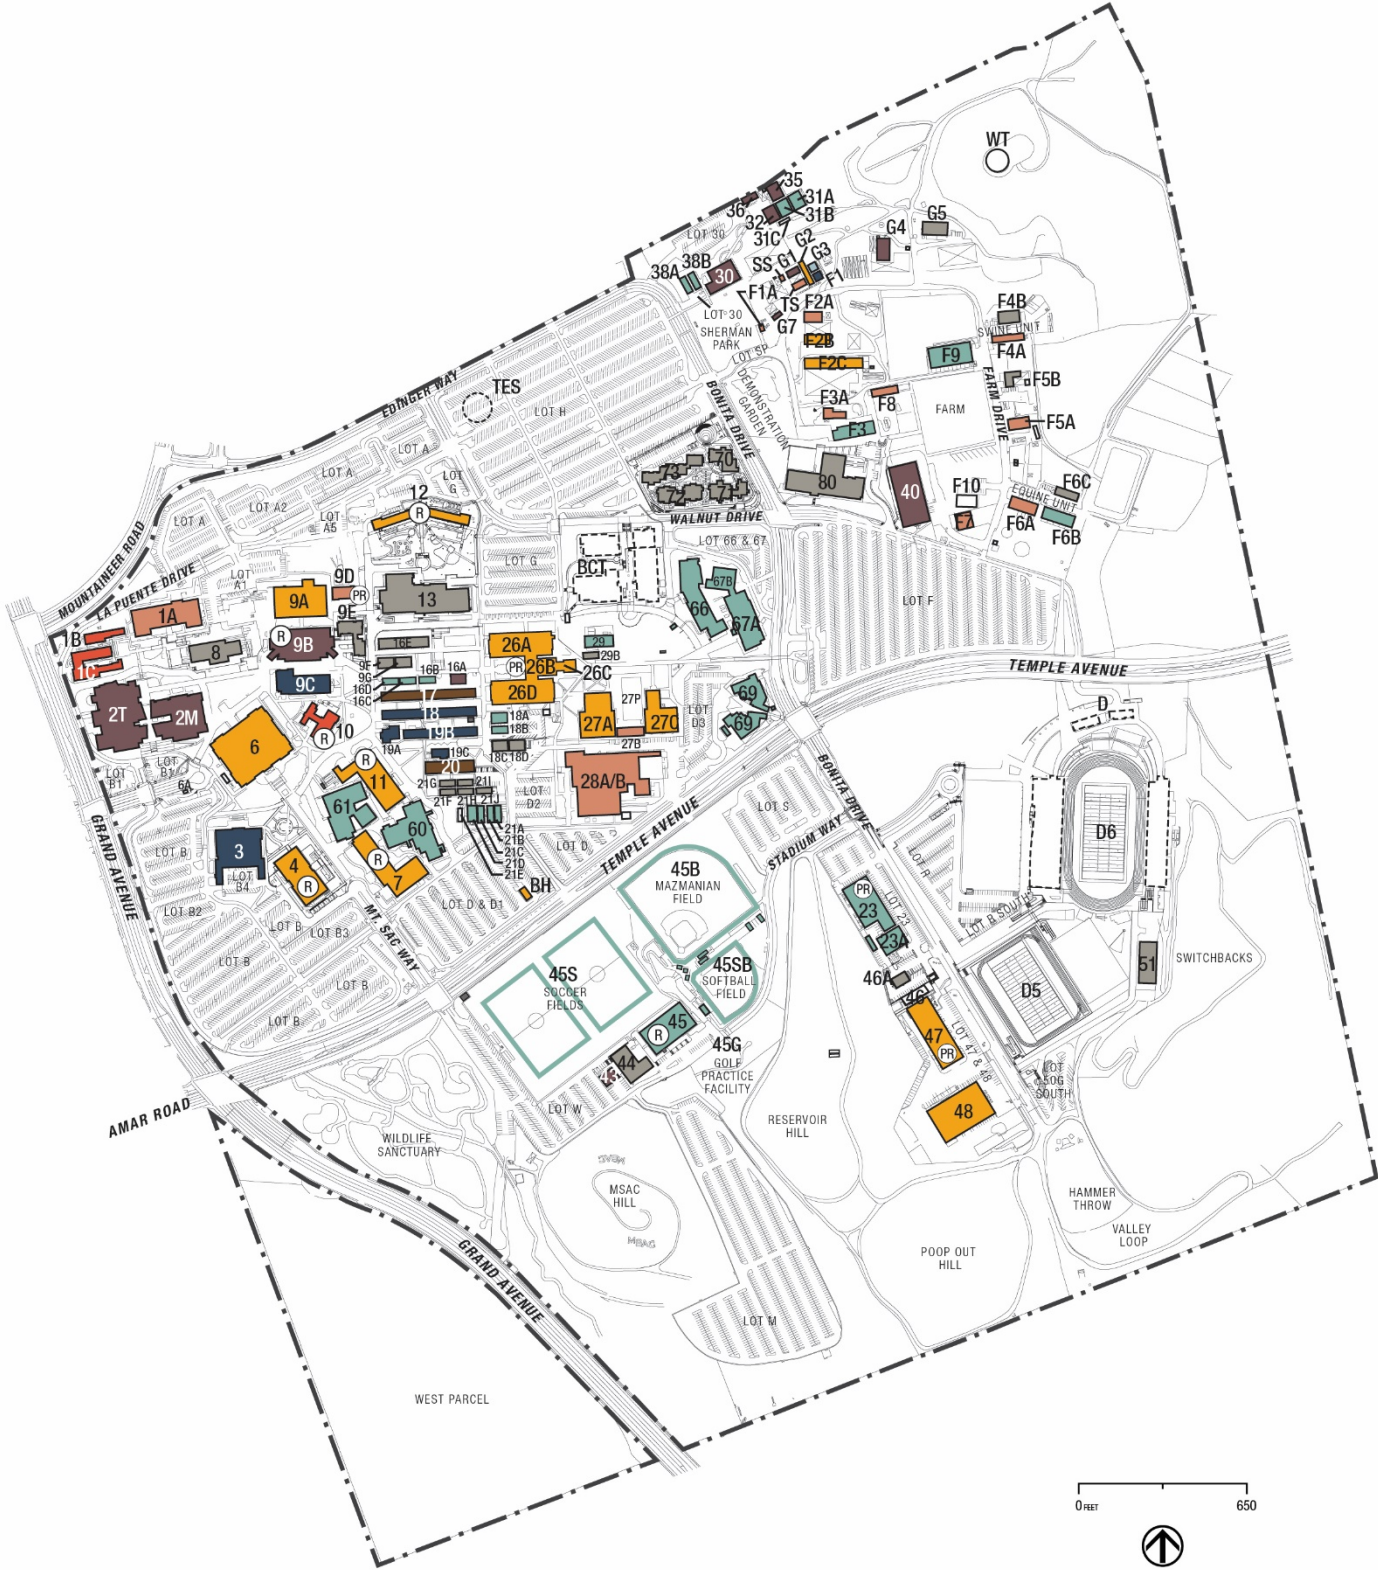 WT
35
36
31A
32
31B
31C
LOT 30
G5
G4
G2
G3
G1
SS
38B
38A
30
F1
F1A
TS
F2A
LOT 30
SHERMAN
PARK
G7
F2B
F2C
LOT SP
F4B
SWINE UNIT
F4A
F9
F5B
F8
F3A
F3
FARM
FARM DRIVE
F5A
BONITA DRIVE
DEMONSTRATION
GARDEN
TES
EDINGER WAY
LOT H
LOT A
LOT A
LOT G
LOT A2
LOT A
LOT A5
70
73
72
71
80
40
F10
F7
F6C
EQUINE UNIT
F6A
F6B
12
R
WALNUT DRIVE
LOT 66 & 67
MOUNTAINEER ROAD
LA PUENTE DRIVE
LOT A1
LOT G
BCT
67B
66
67A
LOT F
9D
PR
9A
13
1A
9E
1B
8
R
9B
16E
26A
29
29B
1C
9F
9G
16B
16A
PR
26B
26C
16D
16C
9C
17
26D
TEMPLE AVENUE
2T
2M
10
R
18
18A
18B
27A
27P
27C
27B
LOT D3
69
69
6
19A
19B
19C
18C
18D
20
LOT B1
LOT B1
6A
R
11
21G
21I
21F
21H
21J
28A/B
LOT D2
D
61
60
21A
21B
21C
21D
21E
LOT D
TEMPLE AVENUE
LOT S
STADIUM WAY
BONITA DRIVE
D6
GRAND AVENUE
LOT B
3
LOT B4
4
R
R
7
LOT B2
LOT B
LOT B3
MT. SAC WAY
LOT D & D1
BH
45B
MAZMANIAN
FIELD
LOT R
PR
23
LOT 23
23A
LOT B
LOT B
LOT B
45S
SOCCER
FIELDS
45SB
SOFTBALL
FIELD
46A
46
51
SWITCHBACKS
D5
R
45
47
PR
LOT 47 & 48
44
43
45G
GOLF
PRACTICE
FACILITY
LOT 50G
SOUTH
48
LOT W
RESERVOIR
HILL
AMAR ROAD
WILDLIFE
SANCTUARY
MSAC
HILL
HAMMER
THROW
VALLEY
LOOP
POOP OUT
HILL
GRAND AVENUE
LOT M
WEST PARCEL
0 FEET
650